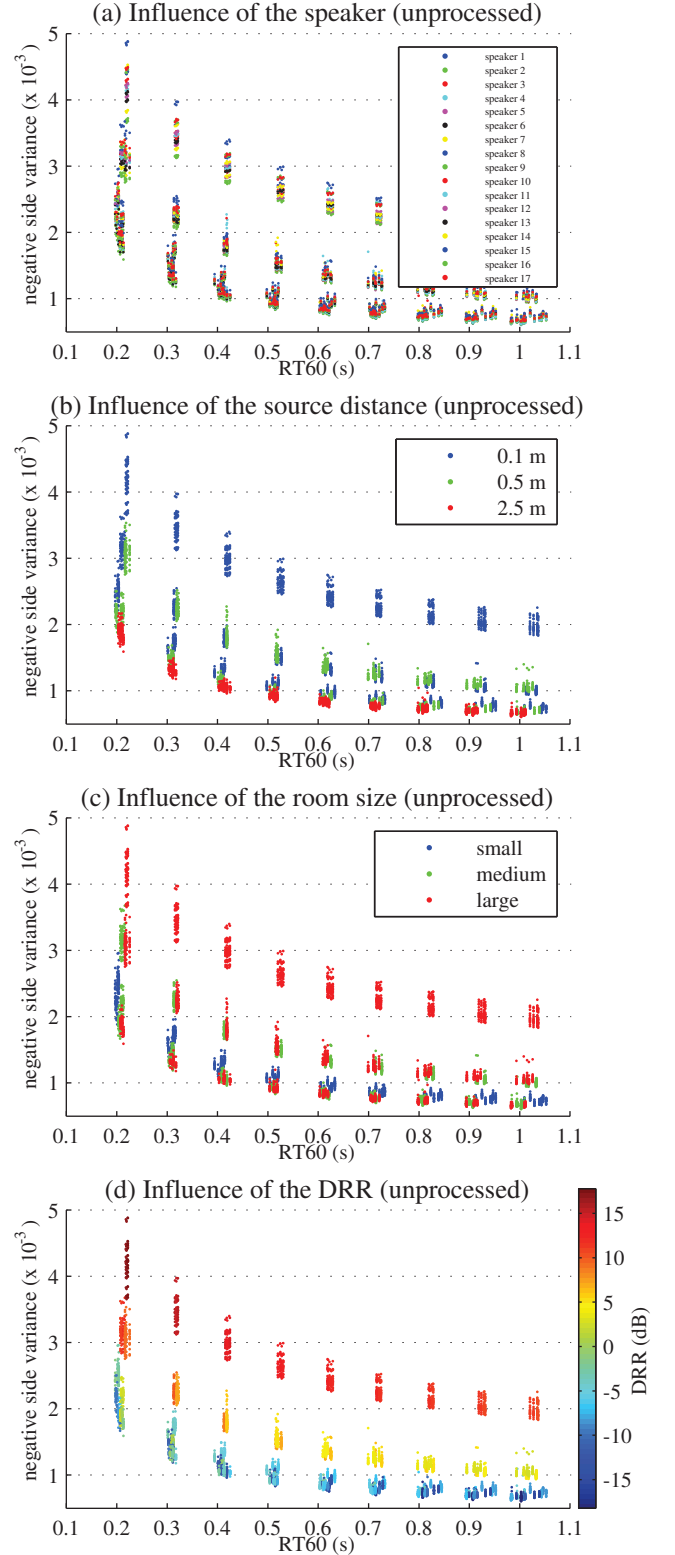 (a) Influence of the speaker (unprocessed)
negative side variance (x 10⁻³)
5
4
3
2
1
speaker 1
speaker 2
speaker 3
speaker 4
speaker 5
speaker 6
speaker 7
speaker 8
speaker 9
speaker 10
speaker 11
speaker 12
speaker 13
speaker 14
speaker 15
speaker 16
speaker 17
0.1 0.2 0.3 0.4 0.5 0.6 0.7 0.8 0.9 1 1.1
RT60 (s)
(b) Influence of the source distance (unprocessed)
negative side variance (x 10⁻³)
5
4
3
2
1
0.1 m
0.5 m
2.5 m
0.1 0.2 0.3 0.4 0.5 0.6 0.7 0.8 0.9 1 1.1
RT60 (s)
(c) Influence of the room size (unprocessed)
negative side variance (x 10⁻³)
5
4
3
2
1
small
medium
large
0.1 0.2 0.3 0.4 0.5 0.6 0.7 0.8 0.9 1 1.1
RT60 (s)
(d) Influence of the DRR (unprocessed)
negative side variance (x 10⁻³)
5
4
3
2
1
0.1 0.2 0.3 0.4 0.5 0.6 0.7 0.8 0.9 1 1.1
RT60 (s)
15
10
5
0
-5
-10
-15
DRR (dB)